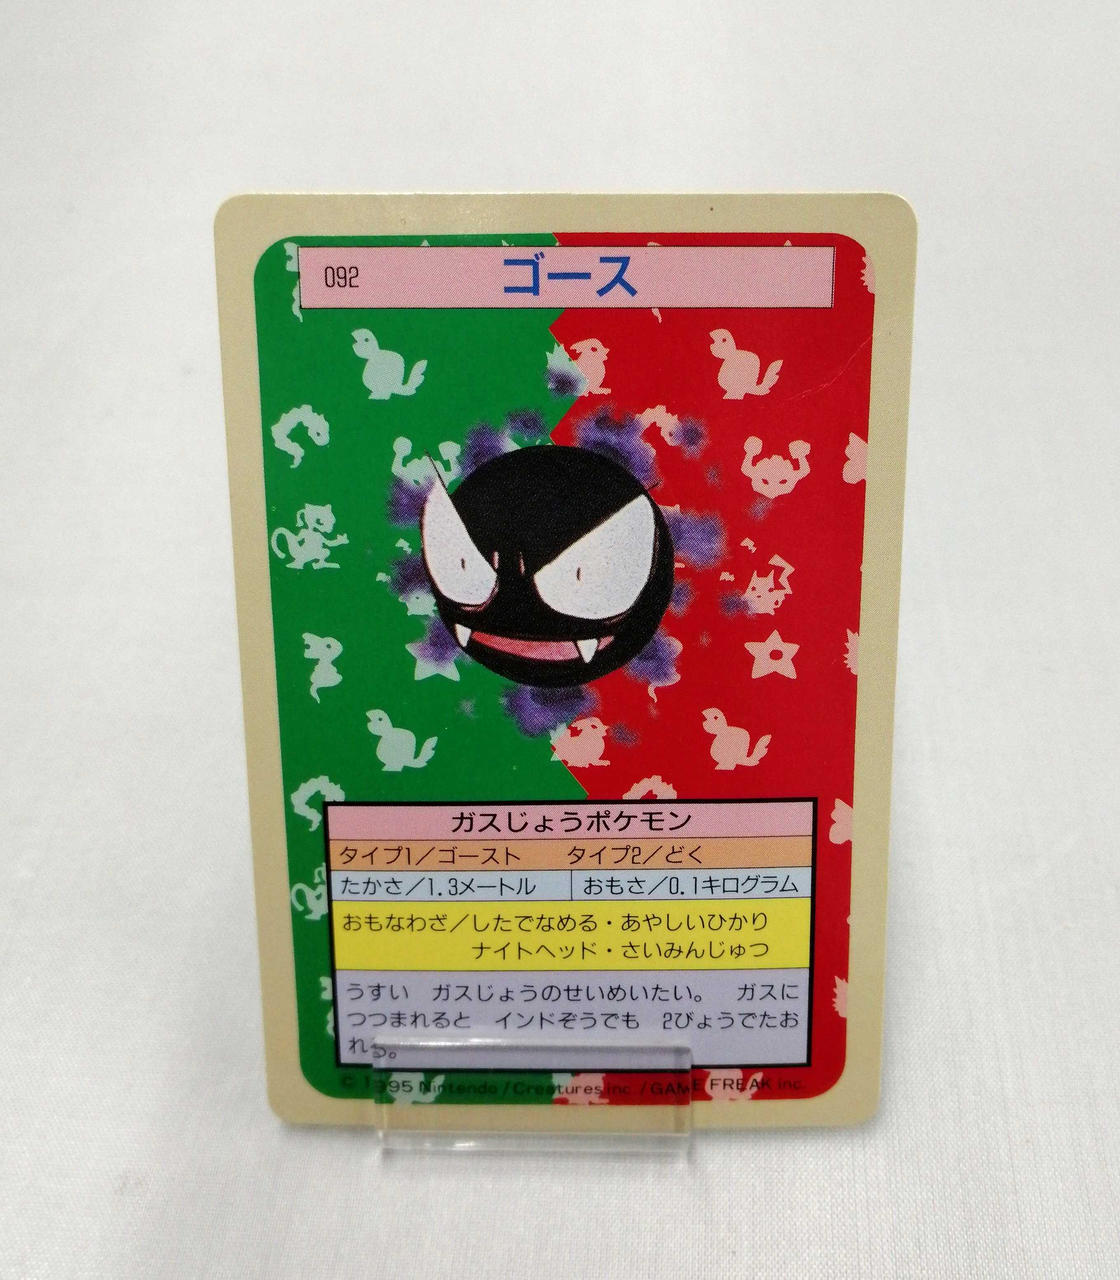 092 ゴース
ガスじょうポケモン
タイプ1/ゴースト タイプ2/どく
たかさ/1.3メートル おもさ/0.1キログラム
おもなわざ/したでなめる・あやしいひかり
ナイトヘッド・さいみんじゅつ
うすい ガスじょうのせいめいたい。 ガスに
つつまれると インドぞうでも 2びょうでたお
れる。
© 1995 Nintendo/Creatures inc./GAME FREAK inc.